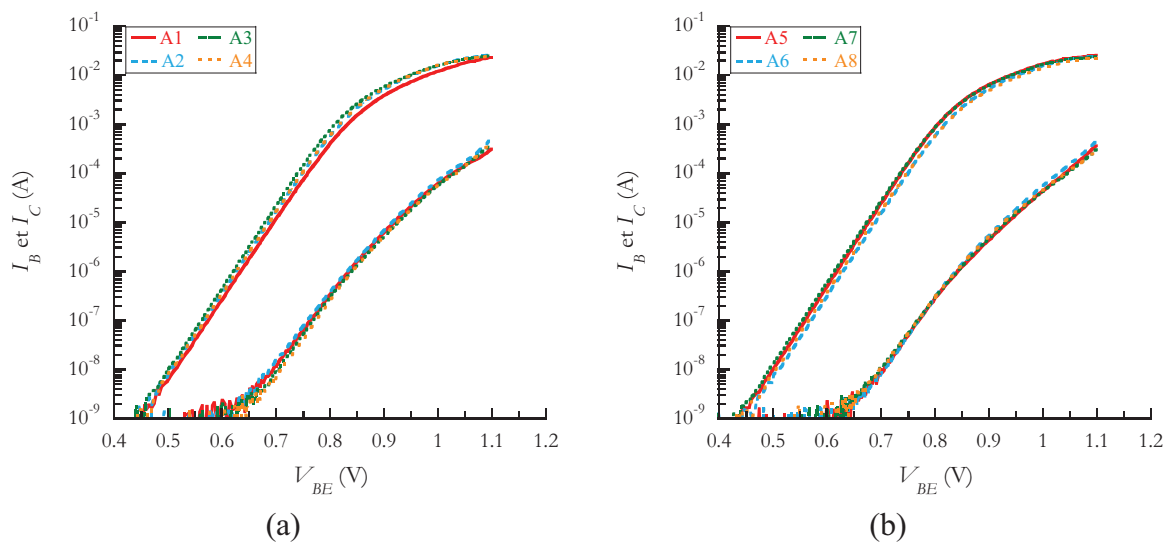 A1 A3
A2 A4
I_B et I_C (A)
10^-1
10^-2
10^-3
10^-4
10^-5
10^-6
10^-7
10^-8
10^-9
0.4 0.5 0.6 0.7 0.8 0.9 1 1.1 1.2
V_BE (V)
(a)
A5 A7
A6 A8
I_B et I_C (A)
10^-1
10^-2
10^-3
10^-4
10^-5
10^-6
10^-7
10^-8
10^-9
0.4 0.5 0.6 0.7 0.8 0.9 1 1.1 1.2
V_BE (V)
(b)